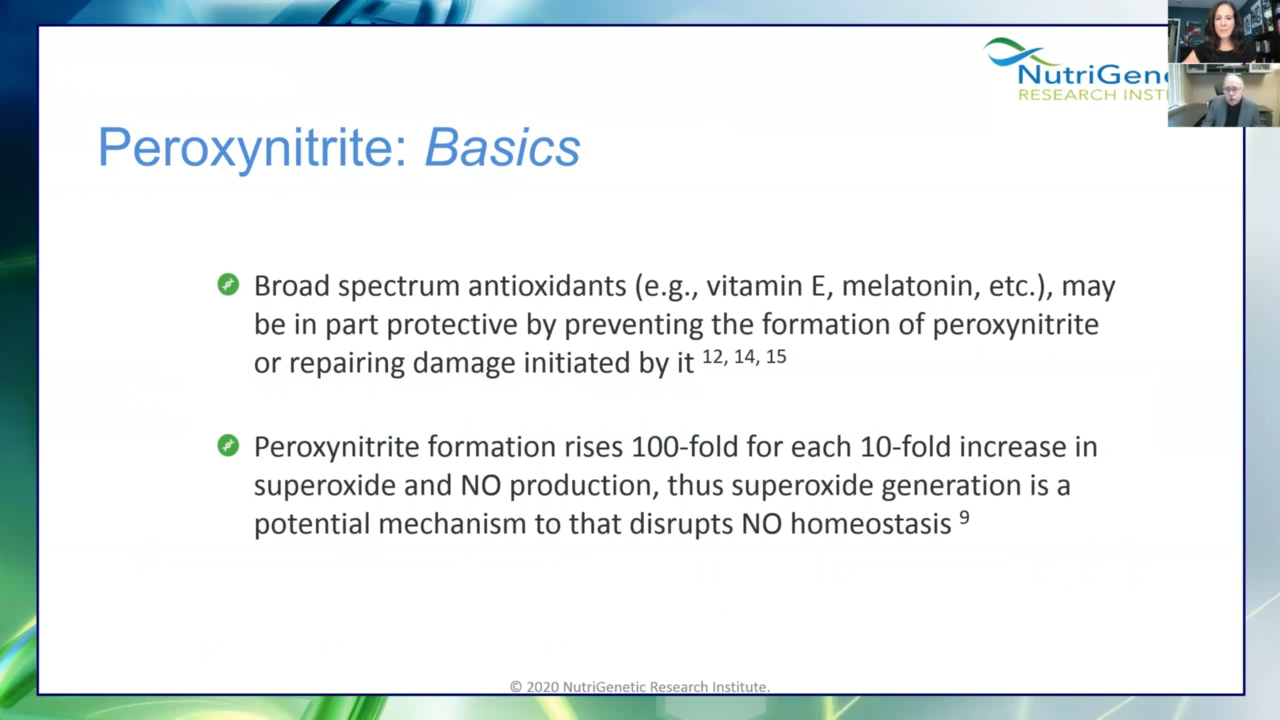 NutriGene
RESEARCH INSTI
Peroxynitrite: Basics
Broad spectrum antioxidants (e.g., vitamin E, melatonin, etc.), may
be in part protective by preventing the formation of peroxynitrite
or repairing damage initiated by it 12, 14, 15
Peroxynitrite formation rises 100-fold for each 10-fold increase in
superoxide and NO production, thus superoxide generation is a
potential mechanism to that disrupts NO homeostasis 9
© 2020 NutriGenetic Research Institute.